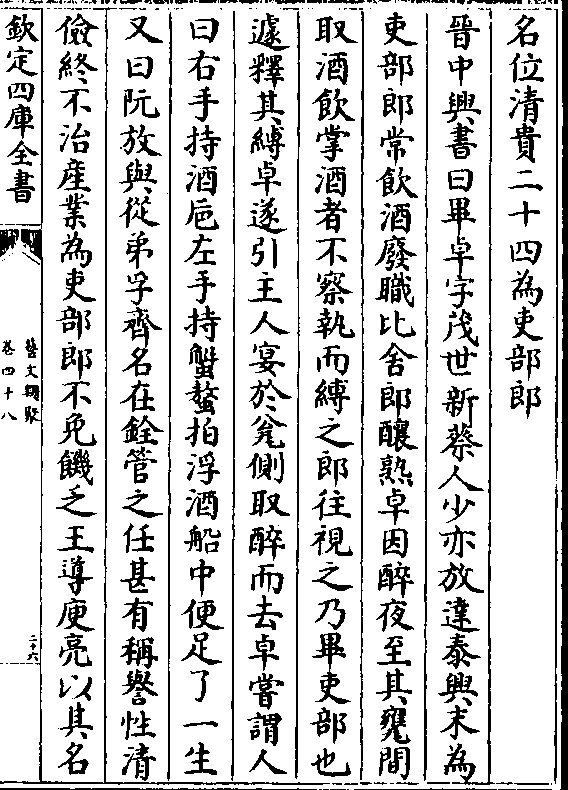 名位清貴二十四為吏部郎
晉中興書曰畢卓字茂世新蔡人少亦放達泰興末為
吏部郎常飲酒廢職比舍郎釀熟卓因醉夜至其甕間
取酒飲掌酒者不察執而縛之郎往視之乃畢吏部也
遽釋其縛卓遂引主人宴於瓮側取醉而去卓嘗謂人
曰右手持酒巵左手持蟹螯拍浮酒船中便足了一生
又曰阮放與從弟孚齊名在銓管之任甚有稱譽性清
儉終不治産業為吏部郎不免饑乏王導庾亮以其名
欽定四庫全書
藝文類聚
卷四十八
二十六